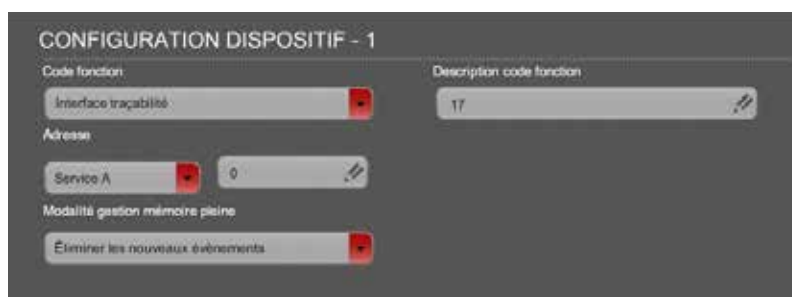 CONFIGURATION DISPOSITIF - 1
Code fonction
Description code fonction
Interface traçabilité
17
Adresse
Service A
0
Modalité gestion mémoire pleine
Éliminer les nouveaux évènements